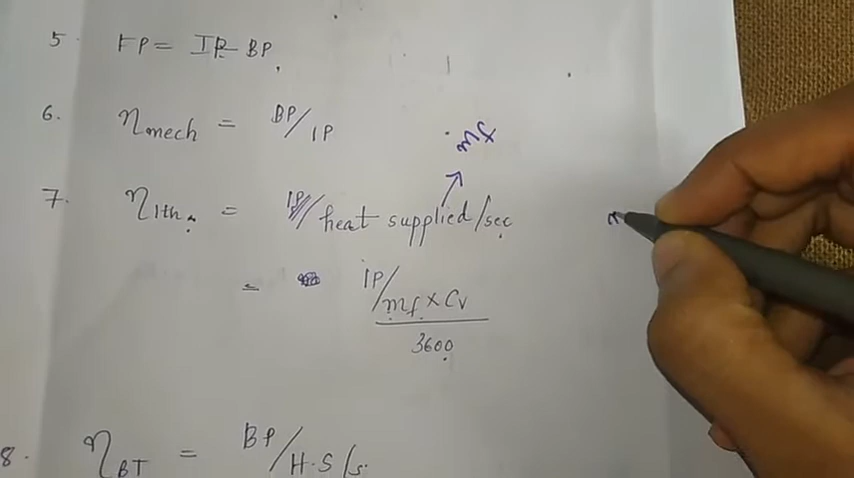 5. FP = IP - BP.
6. ηmech = BP/IP
mf
7. ηIth. = IP/heat supplied/sec
= IP/mf × CV
3600
8. ηBT = BP/H.S/s.